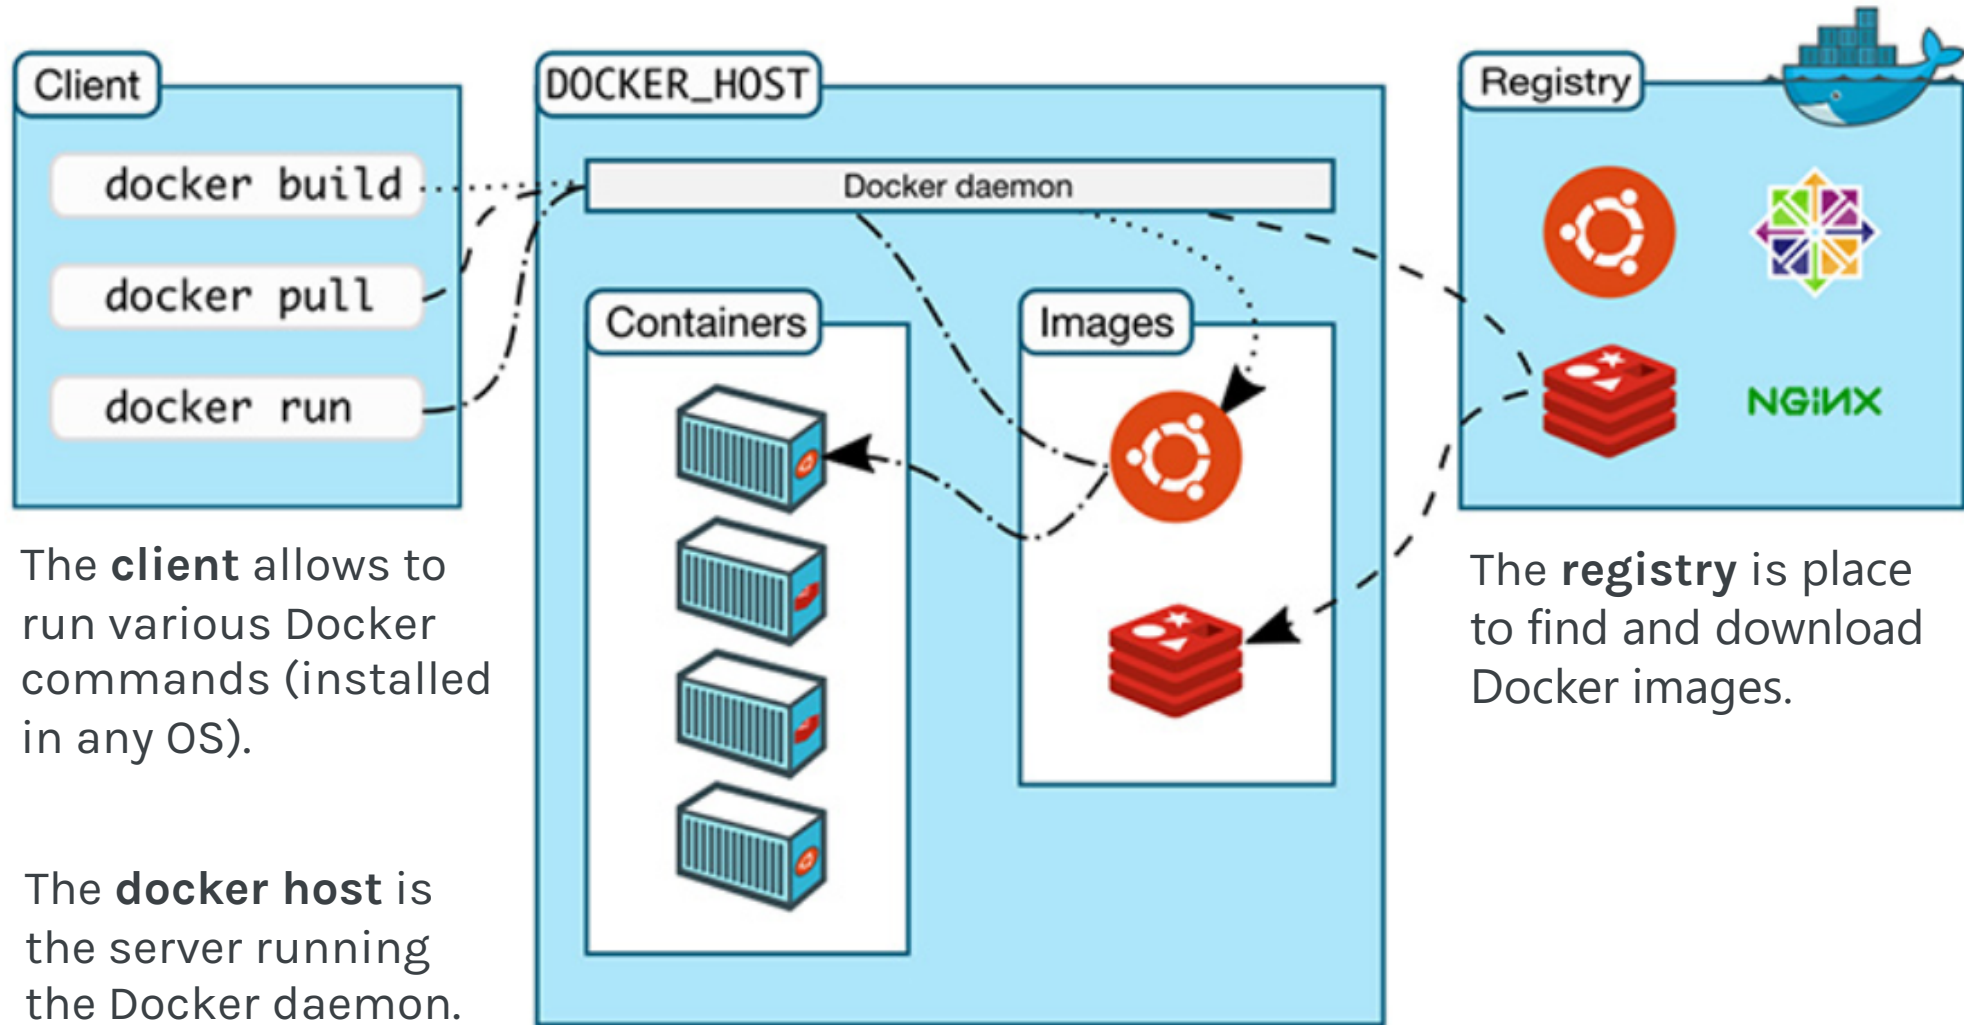 Client
docker build
docker pull
docker run
The client allows to
run various Docker
commands (installed
in any OS).
The docker host is
the server running
the Docker daemon.
DOCKER_HOST
Docker daemon
Containers
Images
Registry
NGiNX
The registry is place
to find and download
Docker images.